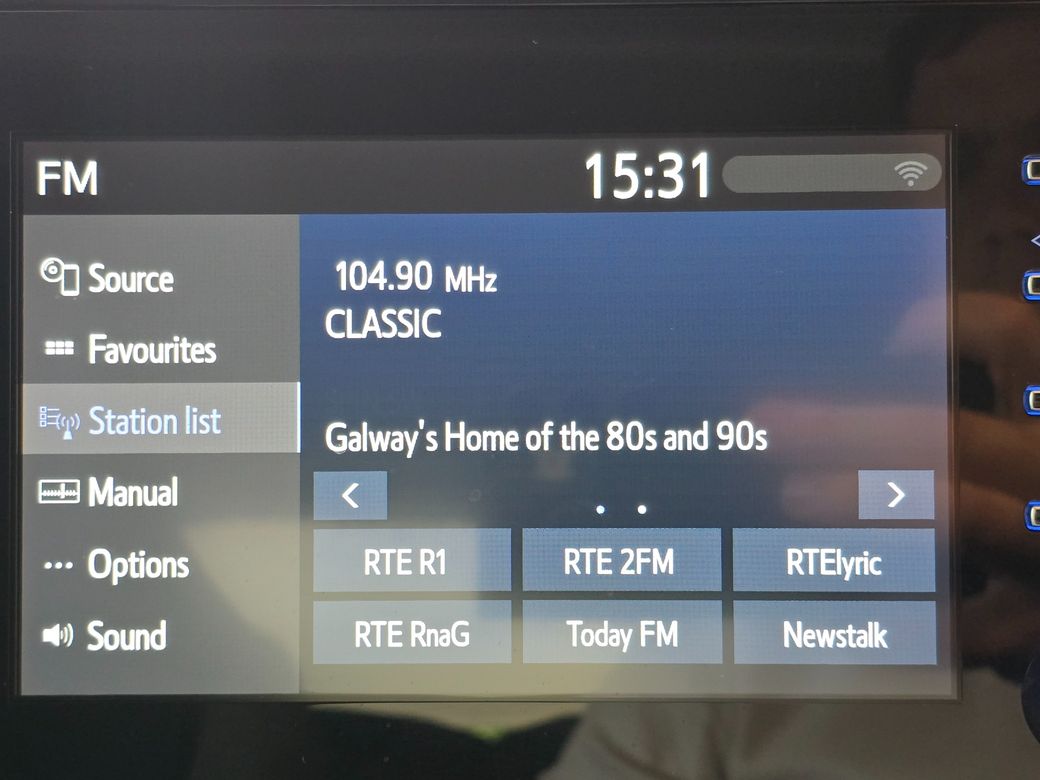 FM
15:31
Source
Favourites
Station list
Manual
Options
Sound
104.90 MHz
CLASSIC
Galway's Home of the 80s and 90s
RTE R1
RTE 2FM
RTElyric
RTE RnaG
Today FM
Newstalk